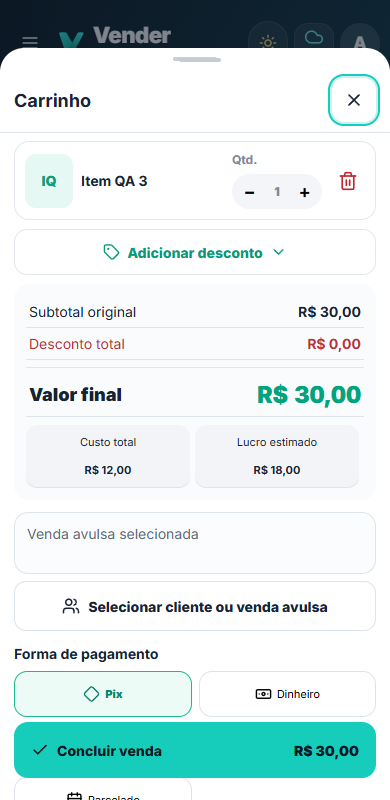 Vender
A
Carrinho
Qtd.
IQ
Item QA 3
− 1 +
Adicionar desconto
Subtotal original R$ 30,00
Desconto total R$ 0,00
Valor final R$ 30,00
Custo total
R$ 12,00
Lucro estimado
R$ 18,00
Venda avulsa selecionada
Selecionar cliente ou venda avulsa
Forma de pagamento
Pix
Dinheiro
Concluir venda R$ 30,00
Parcelado